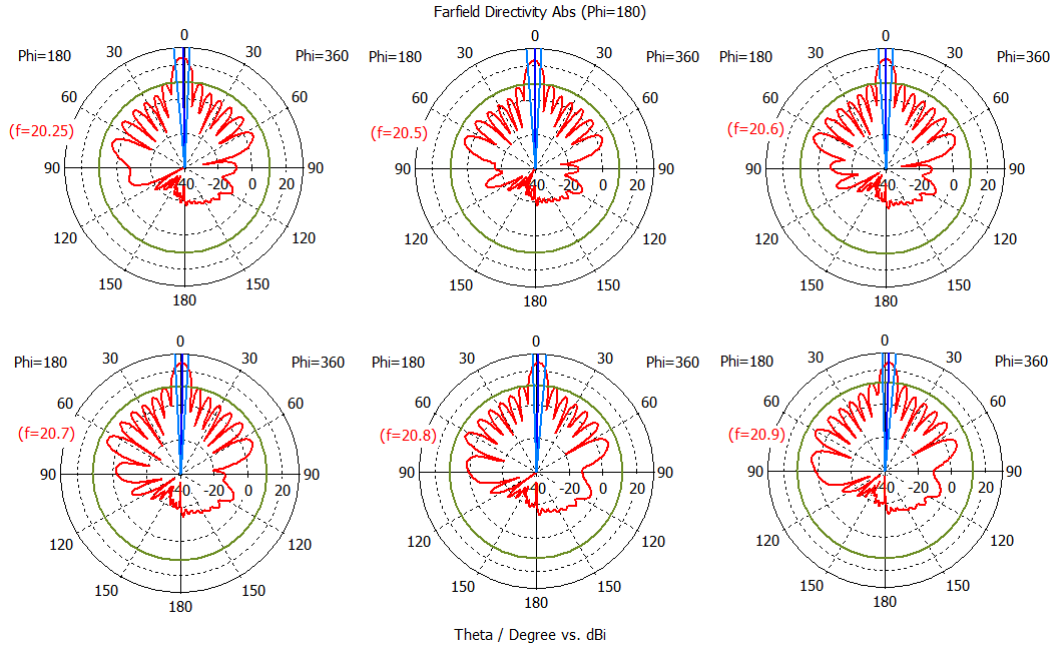 Farfield Directivity Abs (Phi=180)
0 0 0
Phi=180 30 30 Phi=360 Phi=180 30 30 Phi=360 Phi=180 30 30 Phi=360
60 60 60 60 60 60
(f=20.25) (f=20.5) (f=20.6)
90 90 90 90 90 90
-40 -20 0 20 -40 -20 0 20 -40 -20 0 20
120 120 120 120 120 120
150 150 150 150 150 150
180 180 180
0 0 0
Phi=180 30 30 Phi=360 Phi=180 30 30 Phi=360 Phi=180 30 30 Phi=360
60 60 60 60 60 60
(f=20.7) (f=20.8) (f=20.9)
90 90 90 90 90 90
-40 -20 0 20 -40 -20 0 20 -40 -20 0 20
120 120 120 120 120 120
150 150 150 150 150 150
180 180 180
Theta / Degree vs. dBi